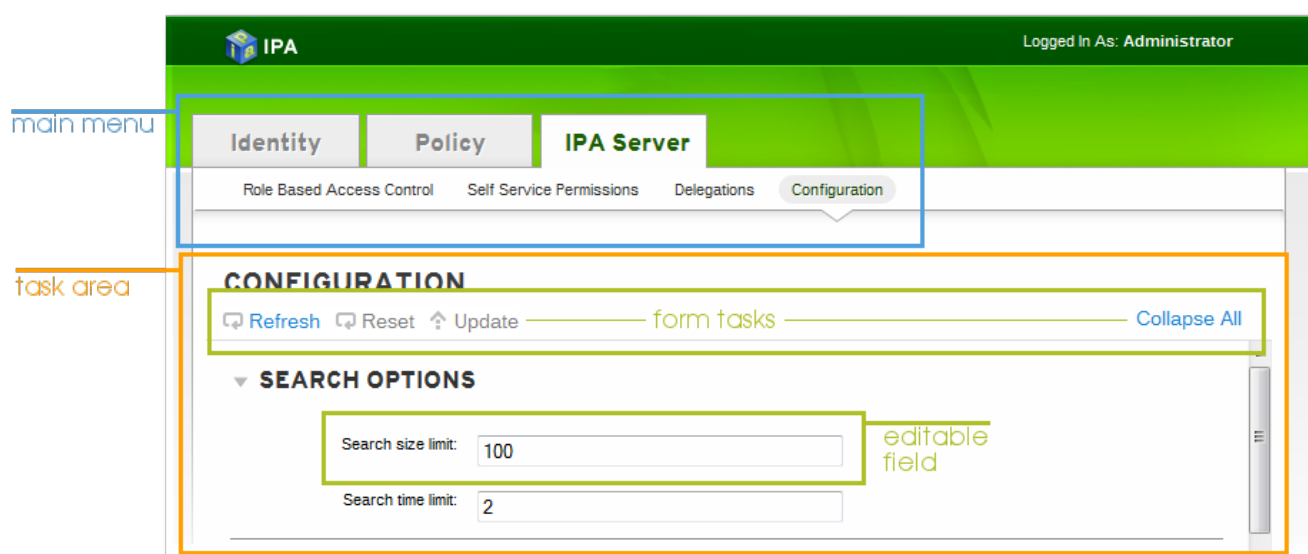 IPA
Logged In As: Administrator
main menu
Identity Policy IPA Server
Role Based Access Control Self Service Permissions Delegations Configuration
task area
CONFIGURATION
Refresh Reset Update form tasks Collapse All
SEARCH OPTIONS
Search size limit: 100
editable
field
Search time limit: 2